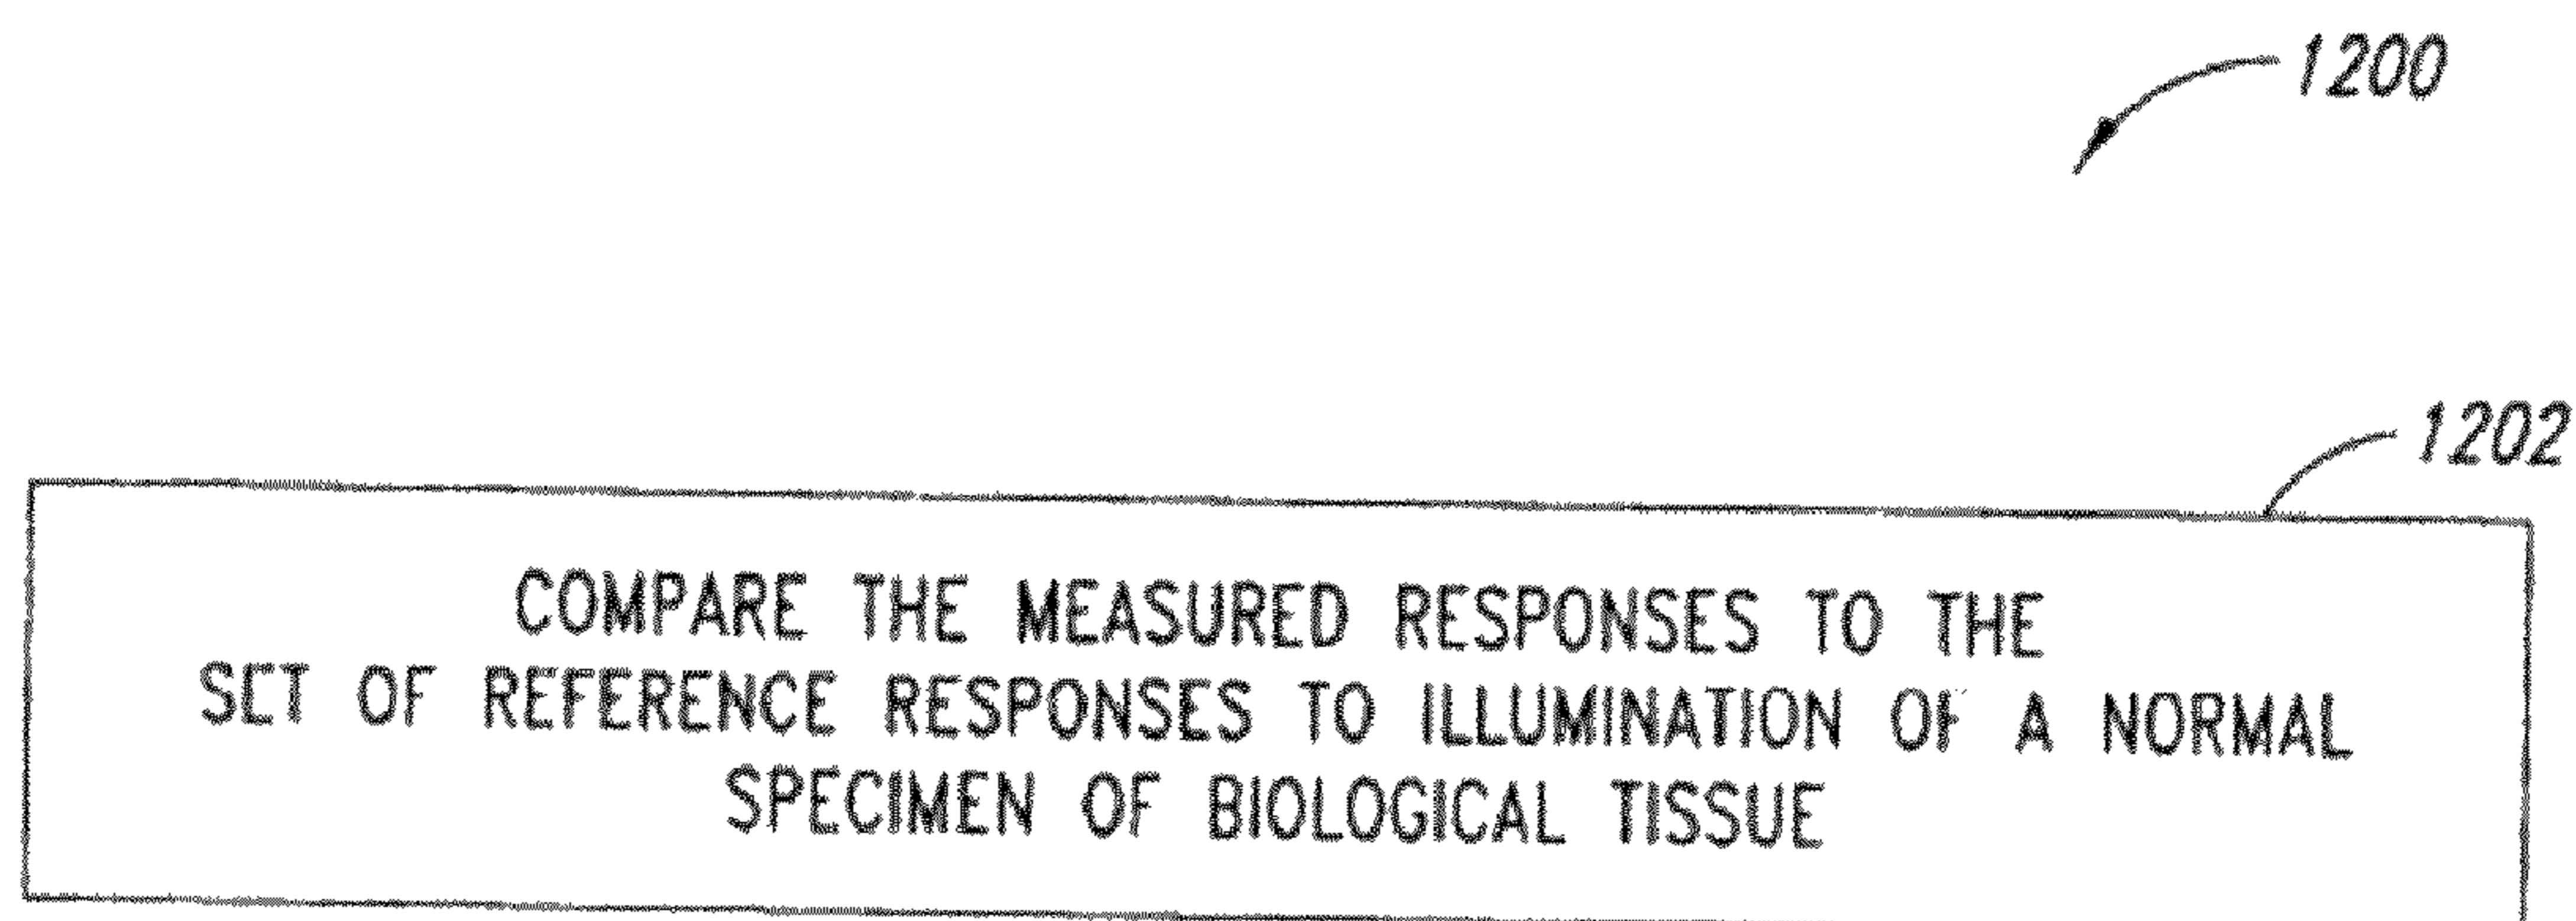 1200
1202
COMPARE THE MEASURED RESPONSES TO THE
SET OF REFERENCE RESPONSES TO ILLUMINATION OF A NORMAL
SPECIMEN OF BIOLOGICAL TISSUE